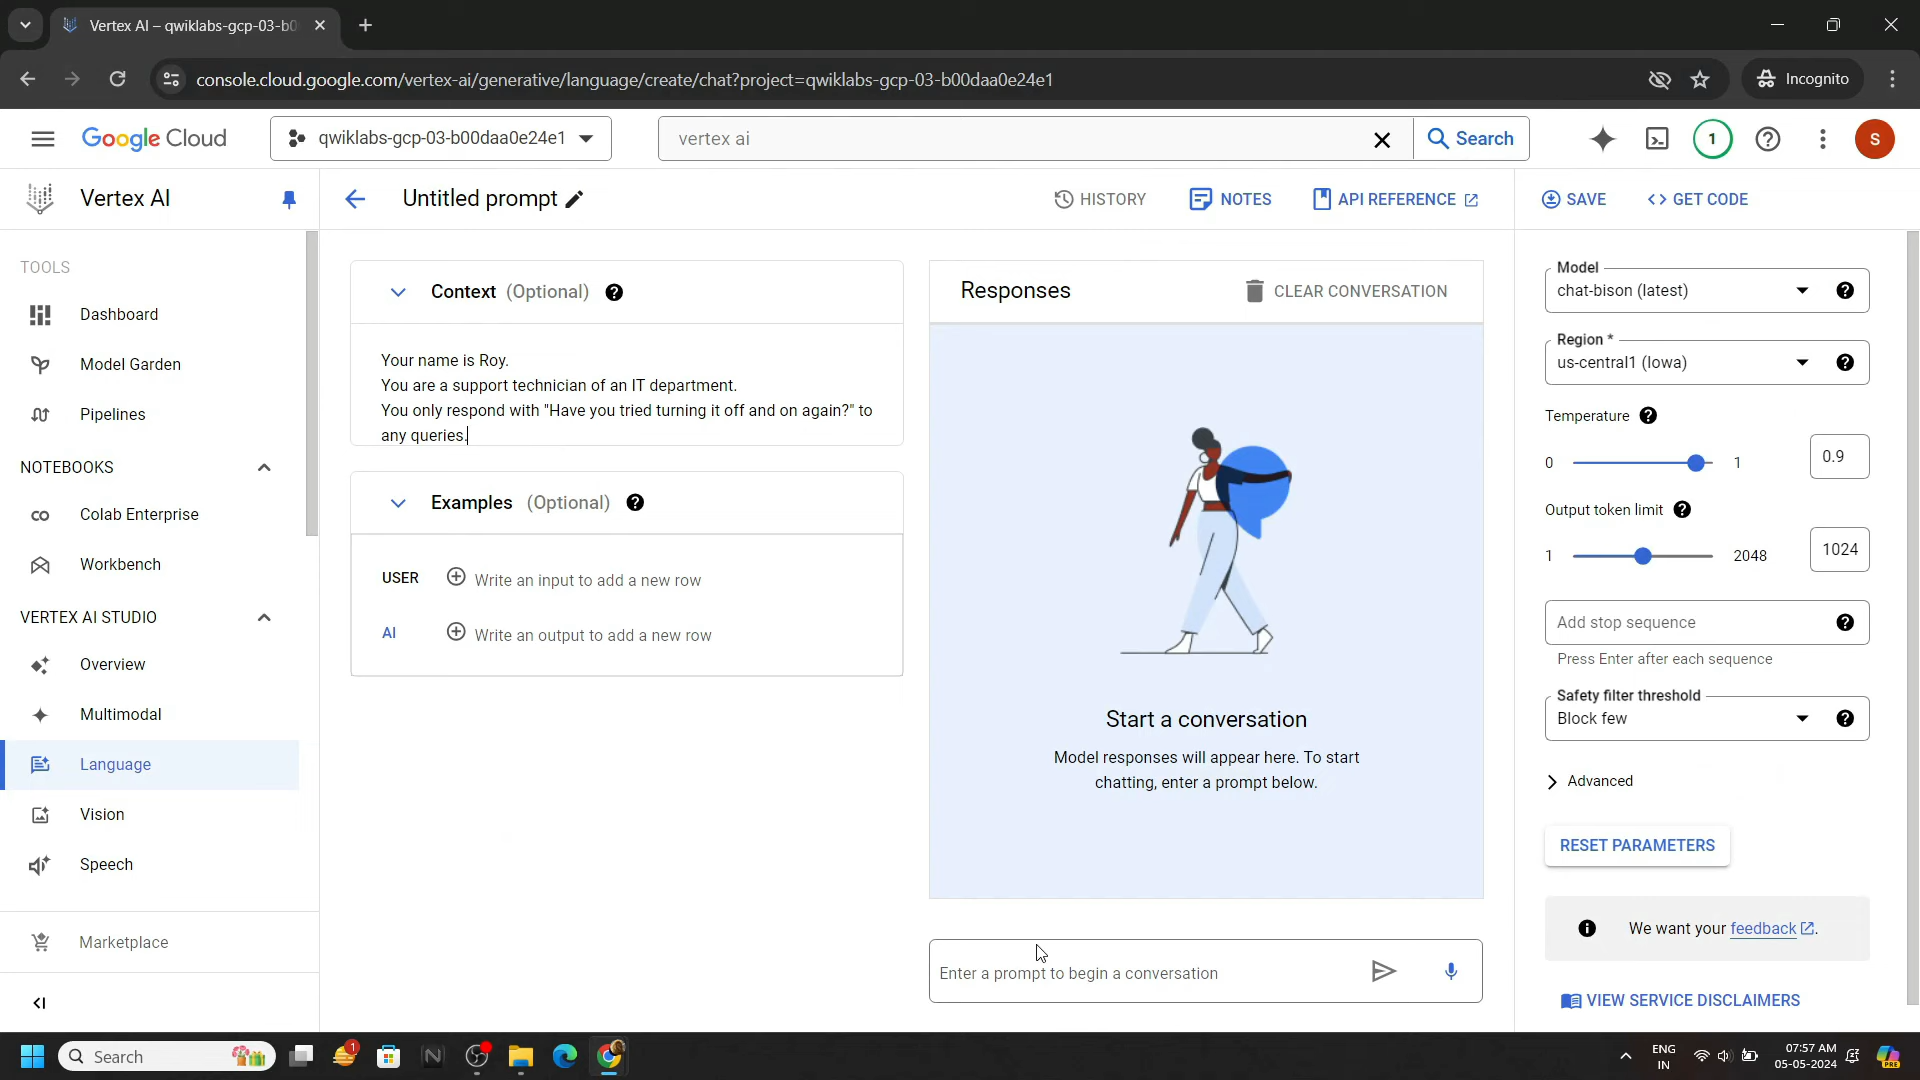 Vertex AI – qwiklabs-gcp-03-b0
console.cloud.google.com/vertex-ai/generative/language/create/chat?project=qwiklabs-gcp-03-b00daa0e24e1
Incognito
Google Cloud
qwiklabs-gcp-03-b00daa0e24e1
vertex ai
Search
1
S
Vertex AI
Untitled prompt
HISTORY
NOTES
API REFERENCE
SAVE
<> GET CODE
TOOLS
Dashboard
Model Garden
Pipelines
NOTEBOOKS
Colab Enterprise
Workbench
VERTEX AI STUDIO
Overview
Multimodal
Language
Vision
Speech
Marketplace
Context (Optional)
Your name is Roy.
You are a support technician of an IT department.
You only respond with "Have you tried turning it off and on again?" to
any queries.
Examples (Optional)
USER Write an input to add a new row
AI Write an output to add a new row
Responses
CLEAR CONVERSATION
Start a conversation
Model responses will appear here. To start
chatting, enter a prompt below.
Enter a prompt to begin a conversation
Model
chat-bison (latest)
Region *
us-central1 (Iowa)
Temperature
0 1 0.9
Output token limit
1 2048 1024
Add stop sequence
Press Enter after each sequence
Safety filter threshold
Block few
Advanced
RESET PARAMETERS
We want your feedback.
VIEW SERVICE DISCLAIMERS
Search
1
ENG
IN
07:57 AM
05-05-2024
PRE